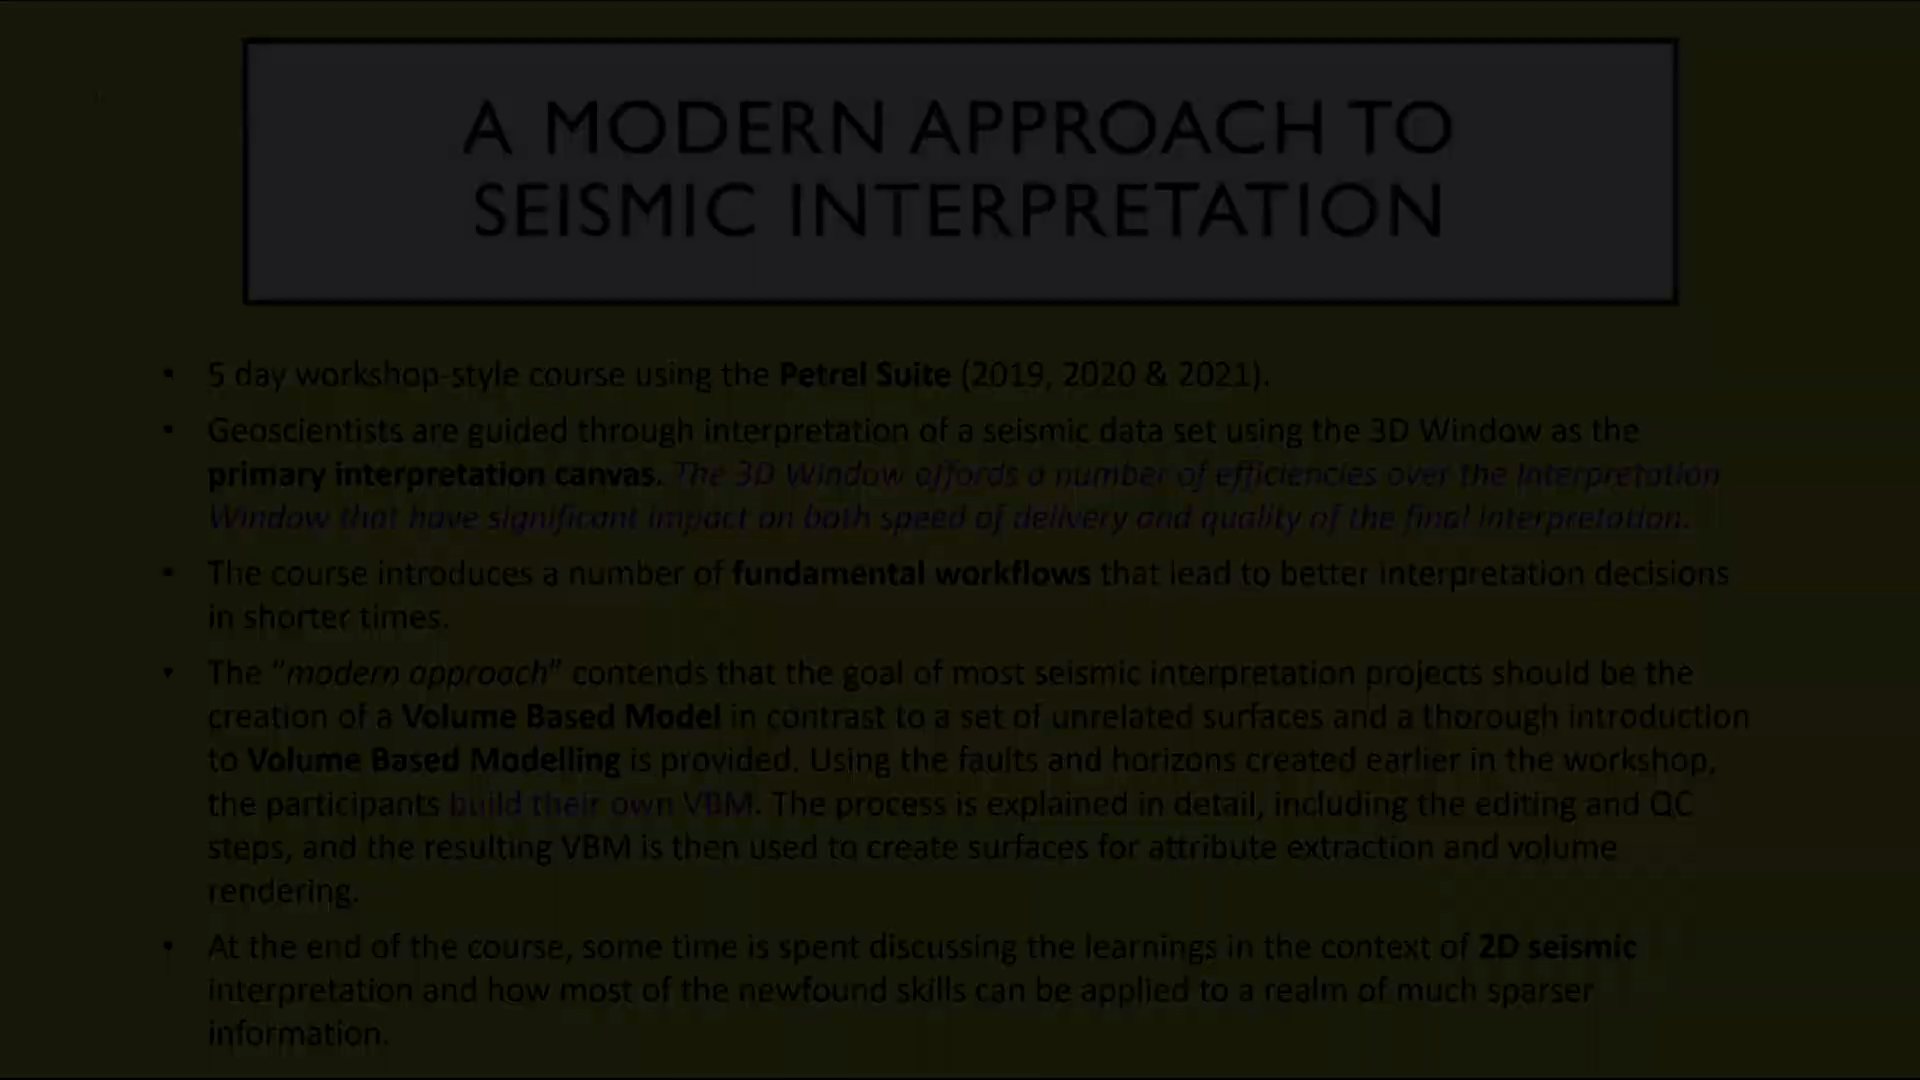 A MODERN APPROACH TO
SEISMIC INTERPRETATION
• 5 day workshop-style course using the Petrel Suite (2019, 2020 & 2021).
• Geoscientists are guided through interpretation of a seismic data set using the 3D Window as the
primary interpretation canvas. The 3D Window affords a number of efficiencies over the Interpretation
Window that have significant impact on both speed of delivery and quality of the final interpretation.
• The course introduces a number of fundamental workflows that lead to better interpretation decisions
in shorter times.
• The "modern approach" contends that the goal of most seismic interpretation projects should be the
creation of a Volume Based Model in contrast to a set of unrelated surfaces and a thorough introduction
to Volume Based Modelling is provided. Using the faults and horizons created earlier in the workshop,
the participants build their own VBM. The process is explained in detail, including the editing and QC
steps, and the resulting VBM is then used to create surfaces for attribute extraction and volume
rendering.
• At the end of the course, some time is spent discussing the learnings in the context of 2D seismic
interpretation and how most of the newfound skills can be applied to a realm of much sparser
information.